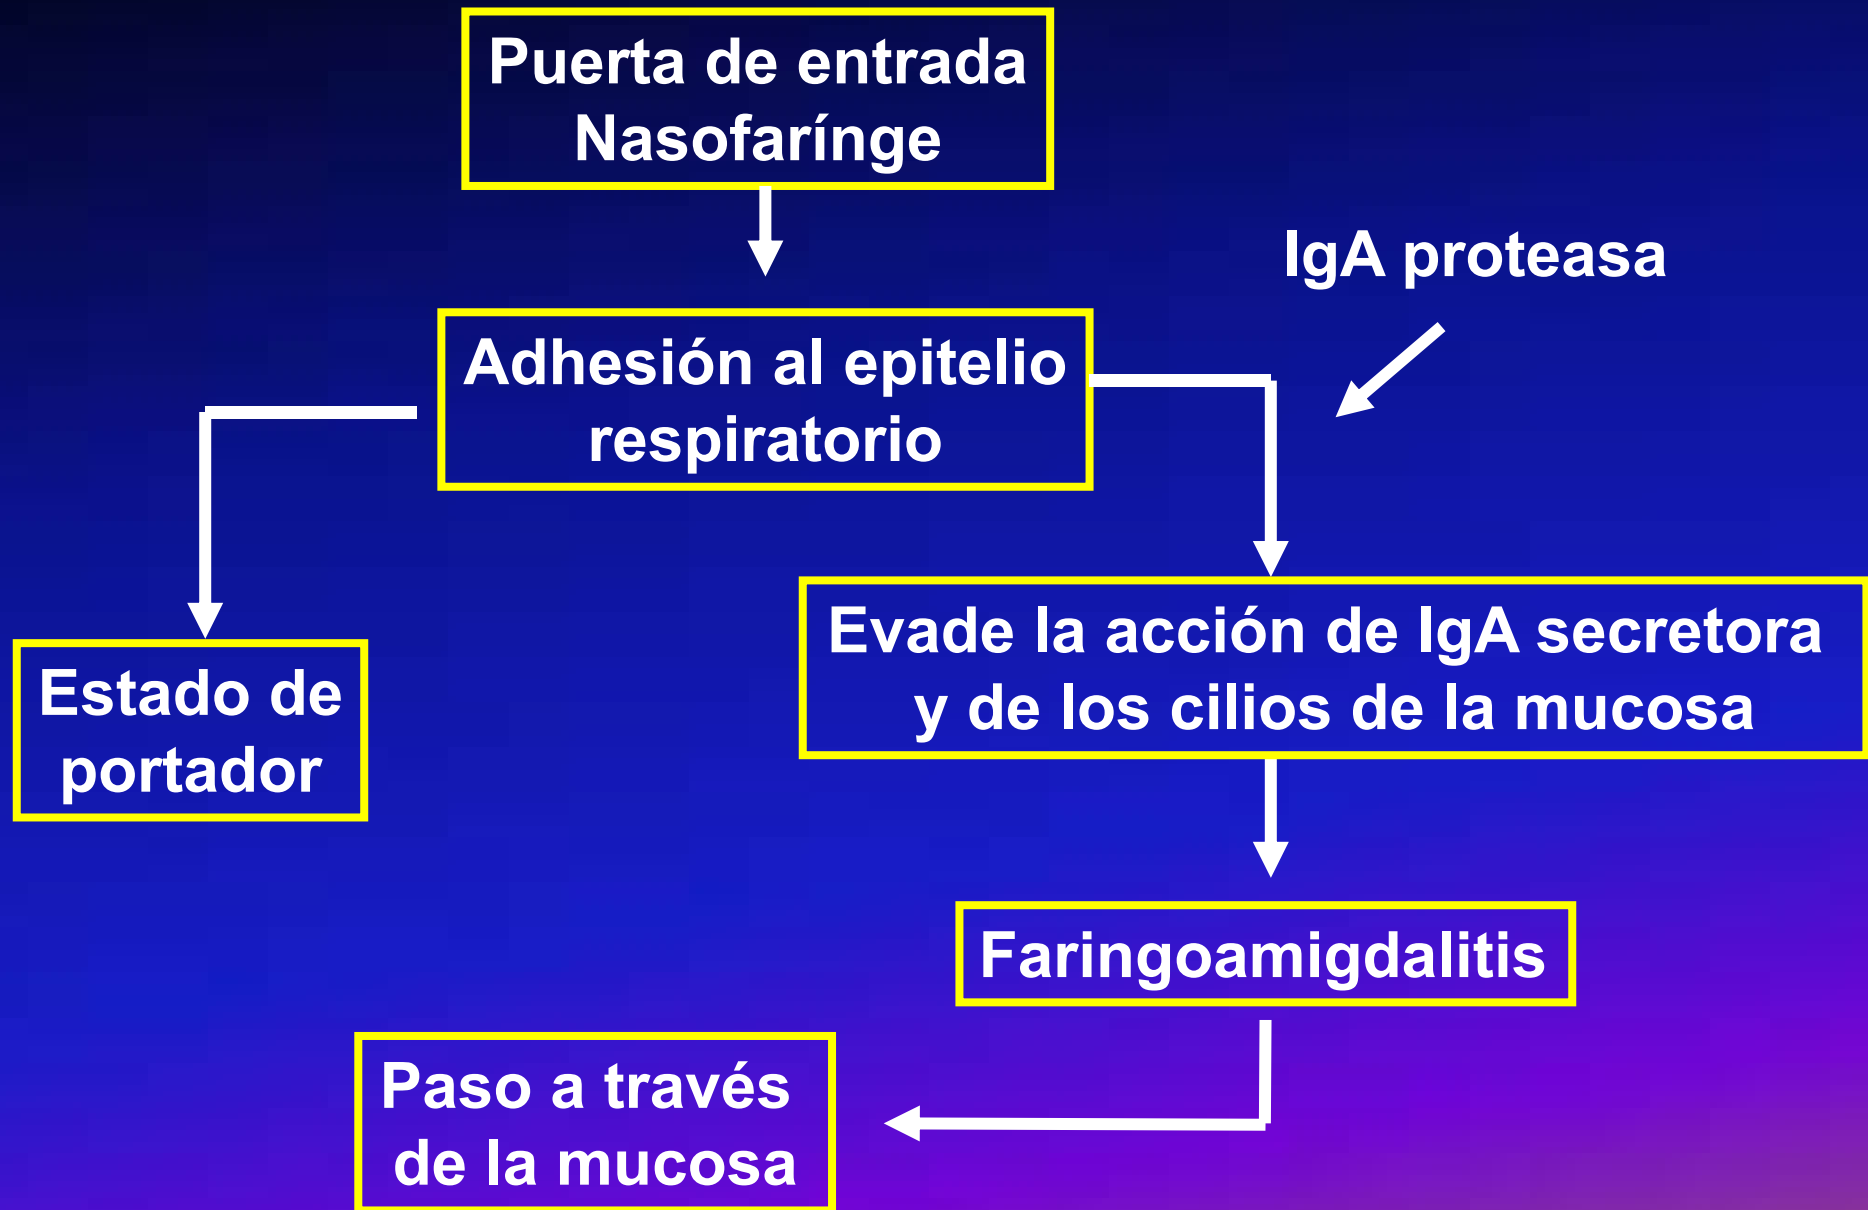 Puerta de entrada
Nasofarínge
IgA proteasa
Adhesión al epitelio
respiratorio
Evade la acción de IgA secretora
y de los cilios de la mucosa
Estado de
portador
Faringoamigdalitis
Paso a través
de la mucosa